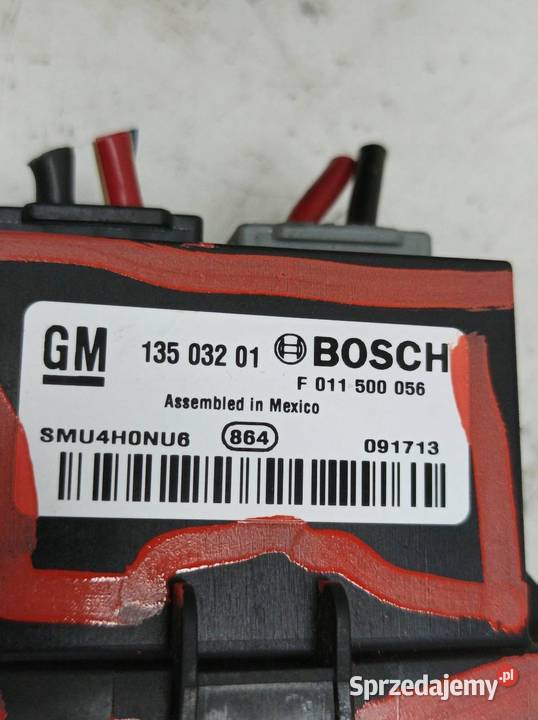 GM 135 032 01 BOSCH
F 011 500 056
Assembled in Mexico
SMU4H0NU6 864 091713
Sprzedajemy.pl